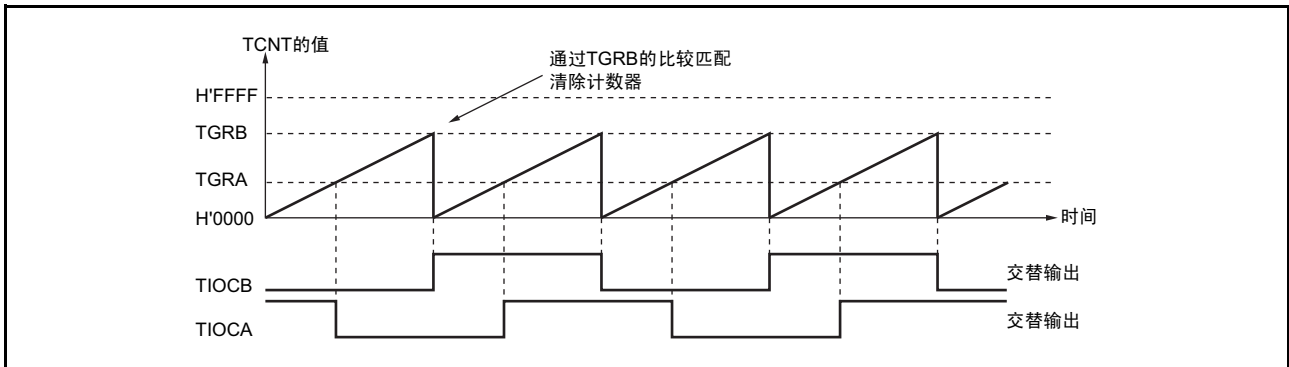 TCNT的值
通过TGRB的比较匹配
清除计数器
H'FFFF
TGRB
TGRA
H'0000
时间
TIOCB
交替输出
TIOCA
交替输出